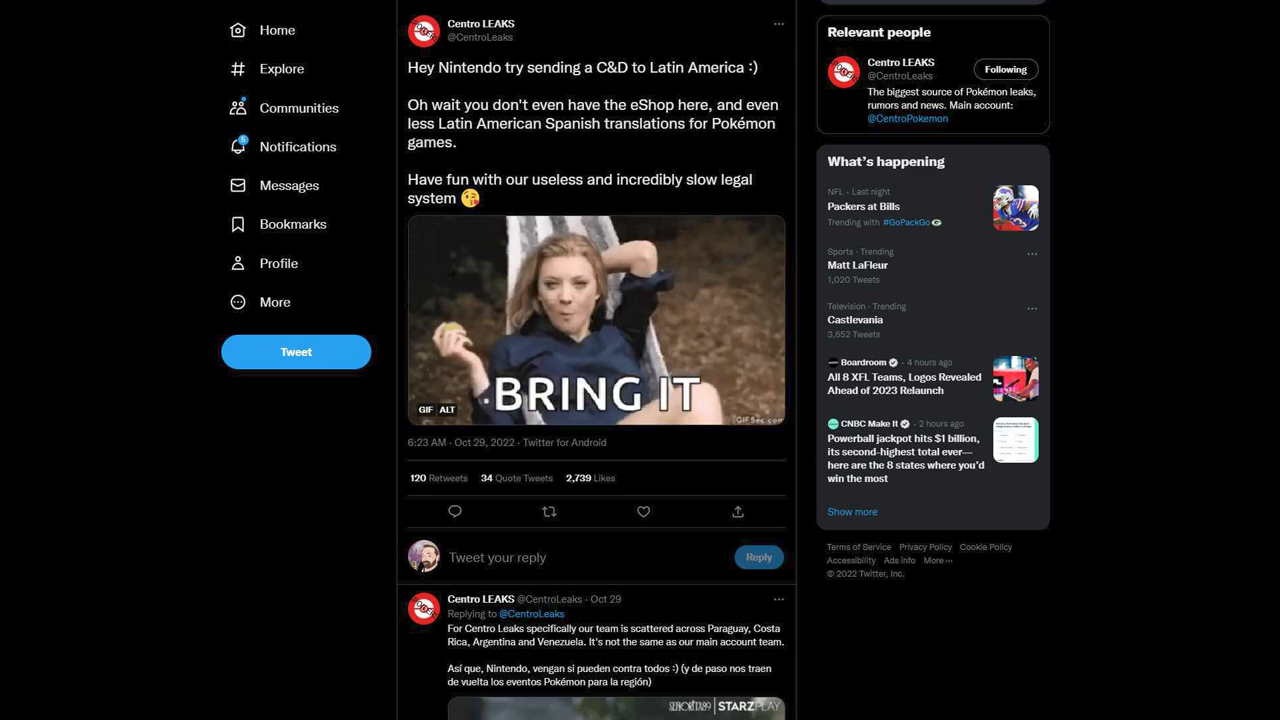 Home
Explore
Communities
5
Notifications
Messages
Bookmarks
Profile
More
Tweet
Centro LEAKS
@CentroLeaks
Hey Nintendo try sending a C&D to Latin America :)
Oh wait you don't even have the eShop here, and even
less Latin American Spanish translations for Pokémon
games.
Have fun with our useless and incredibly slow legal
system 😘
BRING IT
GIF ALT
GIFSec.com
6:23 AM · Oct 29, 2022 · Twitter for Android
120 Retweets 34 Quote Tweets 2,739 Likes
Tweet your reply
Reply
Centro LEAKS @CentroLeaks · Oct 29
Replying to @CentroLeaks
For Centro Leaks specifically our team is scattered across Paraguay, Costa
Rica, Argentina and Venezuela. It's not the same as our main account team.
Así que, Nintendo, vengan si pueden contra todos :) (y de paso nos traen
de vuelta los eventos Pokémon para la región)
STARZPLAY
Relevant people
Centro LEAKS
@CentroLeaks
Following
The biggest source of Pokémon leaks,
rumors and news. Main account:
@CentroPokemon
What's happening
NFL · Last night
Packers at Bills
Trending with #GoPackGo
Sports · Trending
Matt LaFleur
1,020 Tweets
Television · Trending
Castlevania
3,652 Tweets
Boardroom · 4 hours ago
All 8 XFL Teams, Logos Revealed
Ahead of 2023 Relaunch
CNBC Make It · 2 hours ago
Powerball jackpot hits $1 billion,
its second-highest total ever—
here are the 8 states where you'd
win the most
Show more
Terms of Service Privacy Policy Cookie Policy
Accessibility Ads info More ···
© 2022 Twitter, Inc.